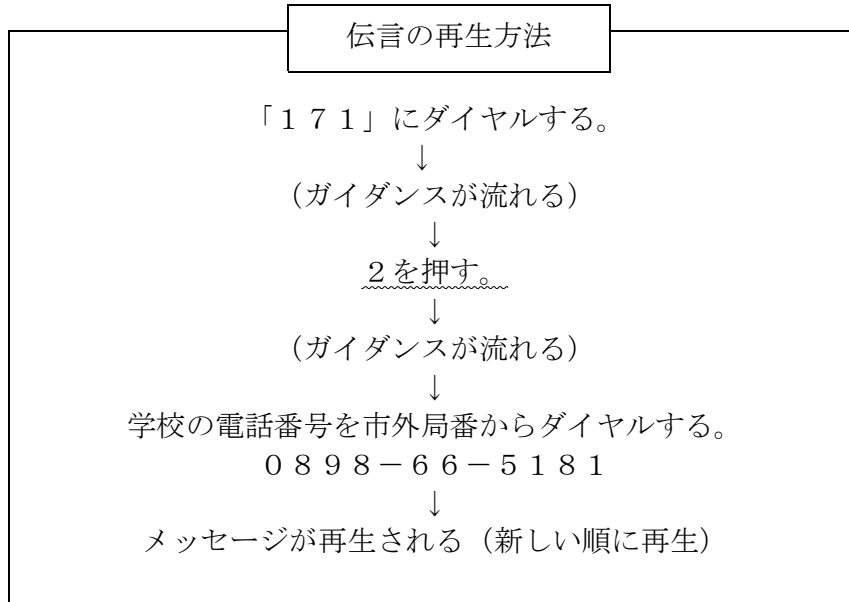 伝言の再生方法
「１７１」にダイヤルする。
↓
（ガイダンスが流れる）
↓
２を押す。
↓
（ガイダンスが流れる）
↓
学校の電話番号を市外局番からダイヤルする。
０８９８－６６－５１８１
↓
メッセージが再生される（新しい順に再生）